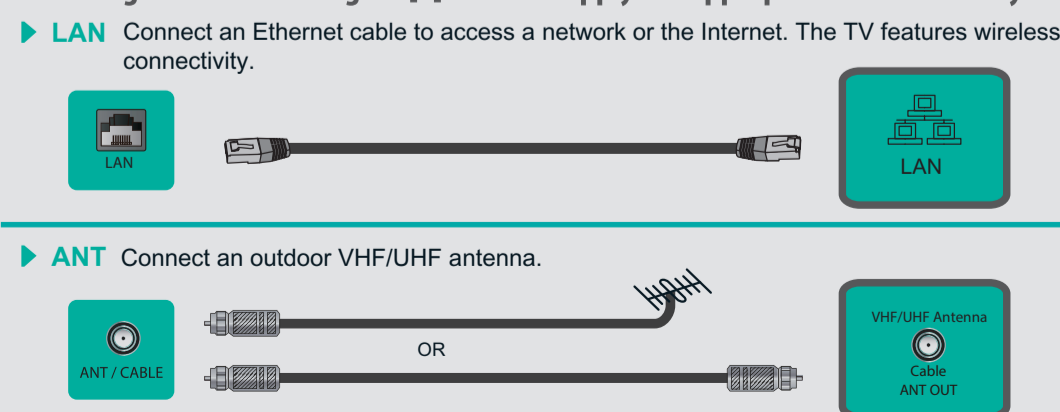 LAN Connect an Ethernet cable to access a network or the Internet. The TV features wireless
connectivity.
LAN
LAN
ANT Connect an outdoor VHF/UHF antenna.
VHF/UHF Antenna
OR
ANT / CABLE
Cable
ANT OUT